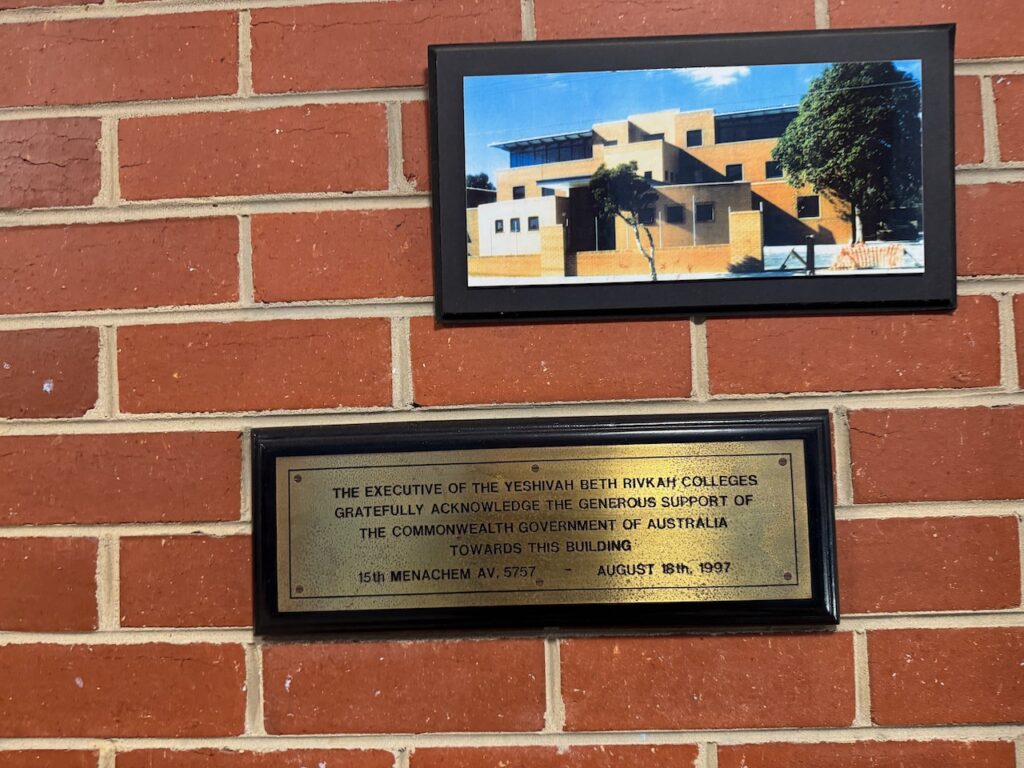 THE EXECUTIVE OF THE YESHIVAH BETH RIVKAH COLLEGES
GRATEFULLY ACKNOWLEDGE THE GENEROUS SUPPORT OF
THE COMMONWEALTH GOVERNMENT OF AUSTRALIA
TOWARDS THIS BUILDING
15th MENACHEM AV, 5757 - AUGUST 18th, 1997